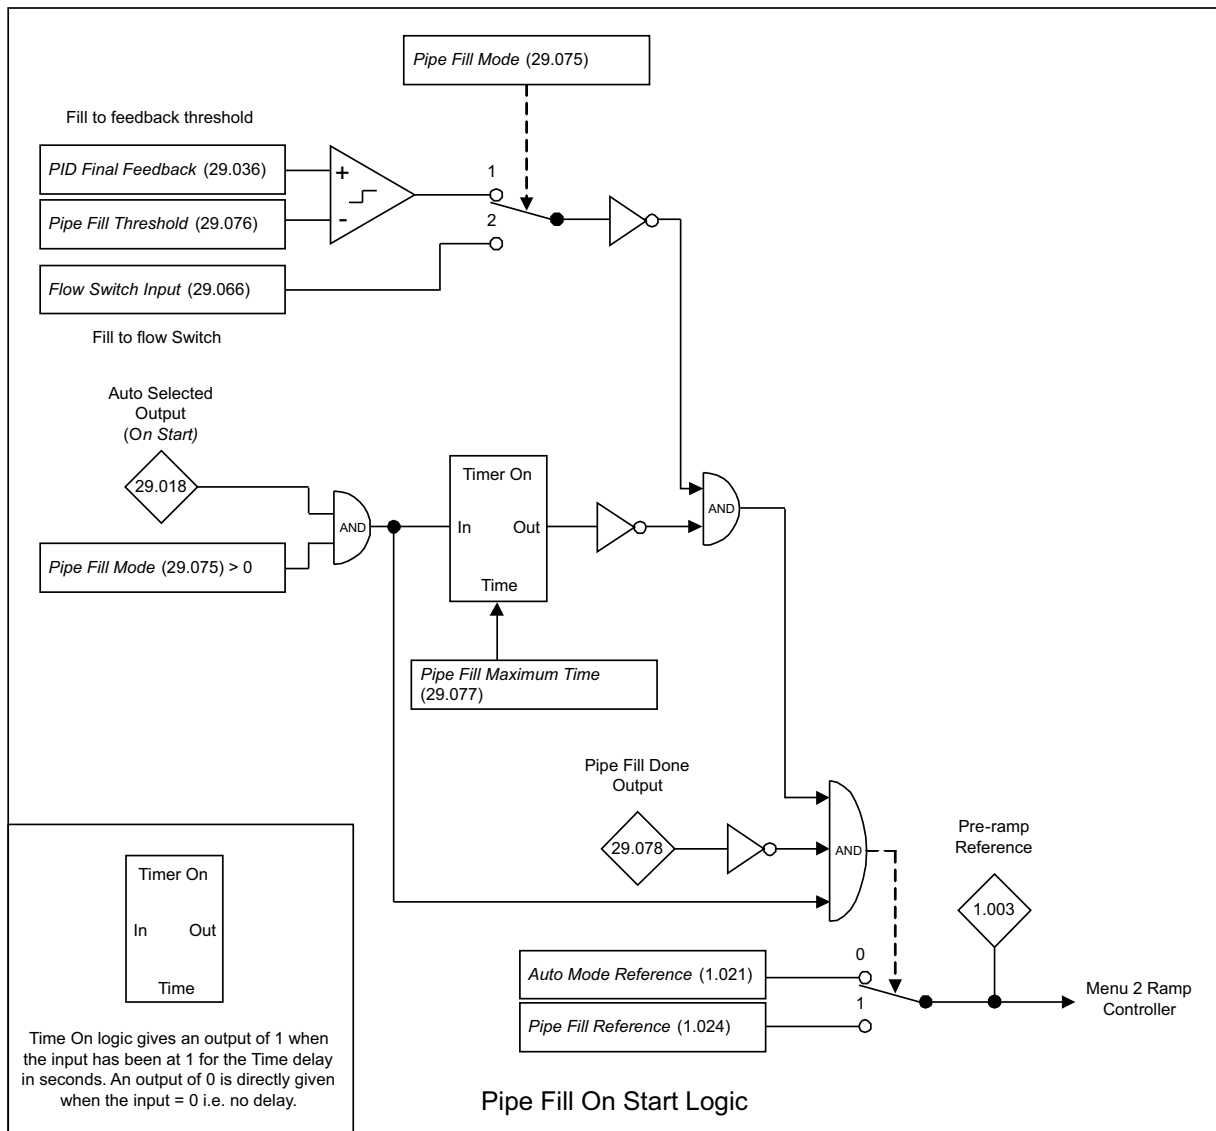 Pipe Fill Mode (29.075)
Fill to feedback threshold
PID Final Feedback (29.036)
+
Pipe Fill Threshold (29.076)
-
1
2
Flow Switch Input (29.066)
Fill to flow Switch
Auto Selected
Output
(On Start)
29.018
Pipe Fill Mode (29.075) > 0
AND
Timer On
In Out
Time
AND
Pipe Fill Maximum Time
(29.077)
Pipe Fill Done
Output
29.078
AND
Pre-ramp
Reference
1.003
0
Auto Mode Reference (1.021)
1
Pipe Fill Reference (1.024)
Menu 2 Ramp
Controller
Timer On
In Out
Time
Time On logic gives an output of 1 when
the input has been at 1 for the Time delay
in seconds. An output of 0 is directly given
when the input = 0 i.e. no delay.
Pipe Fill On Start Logic